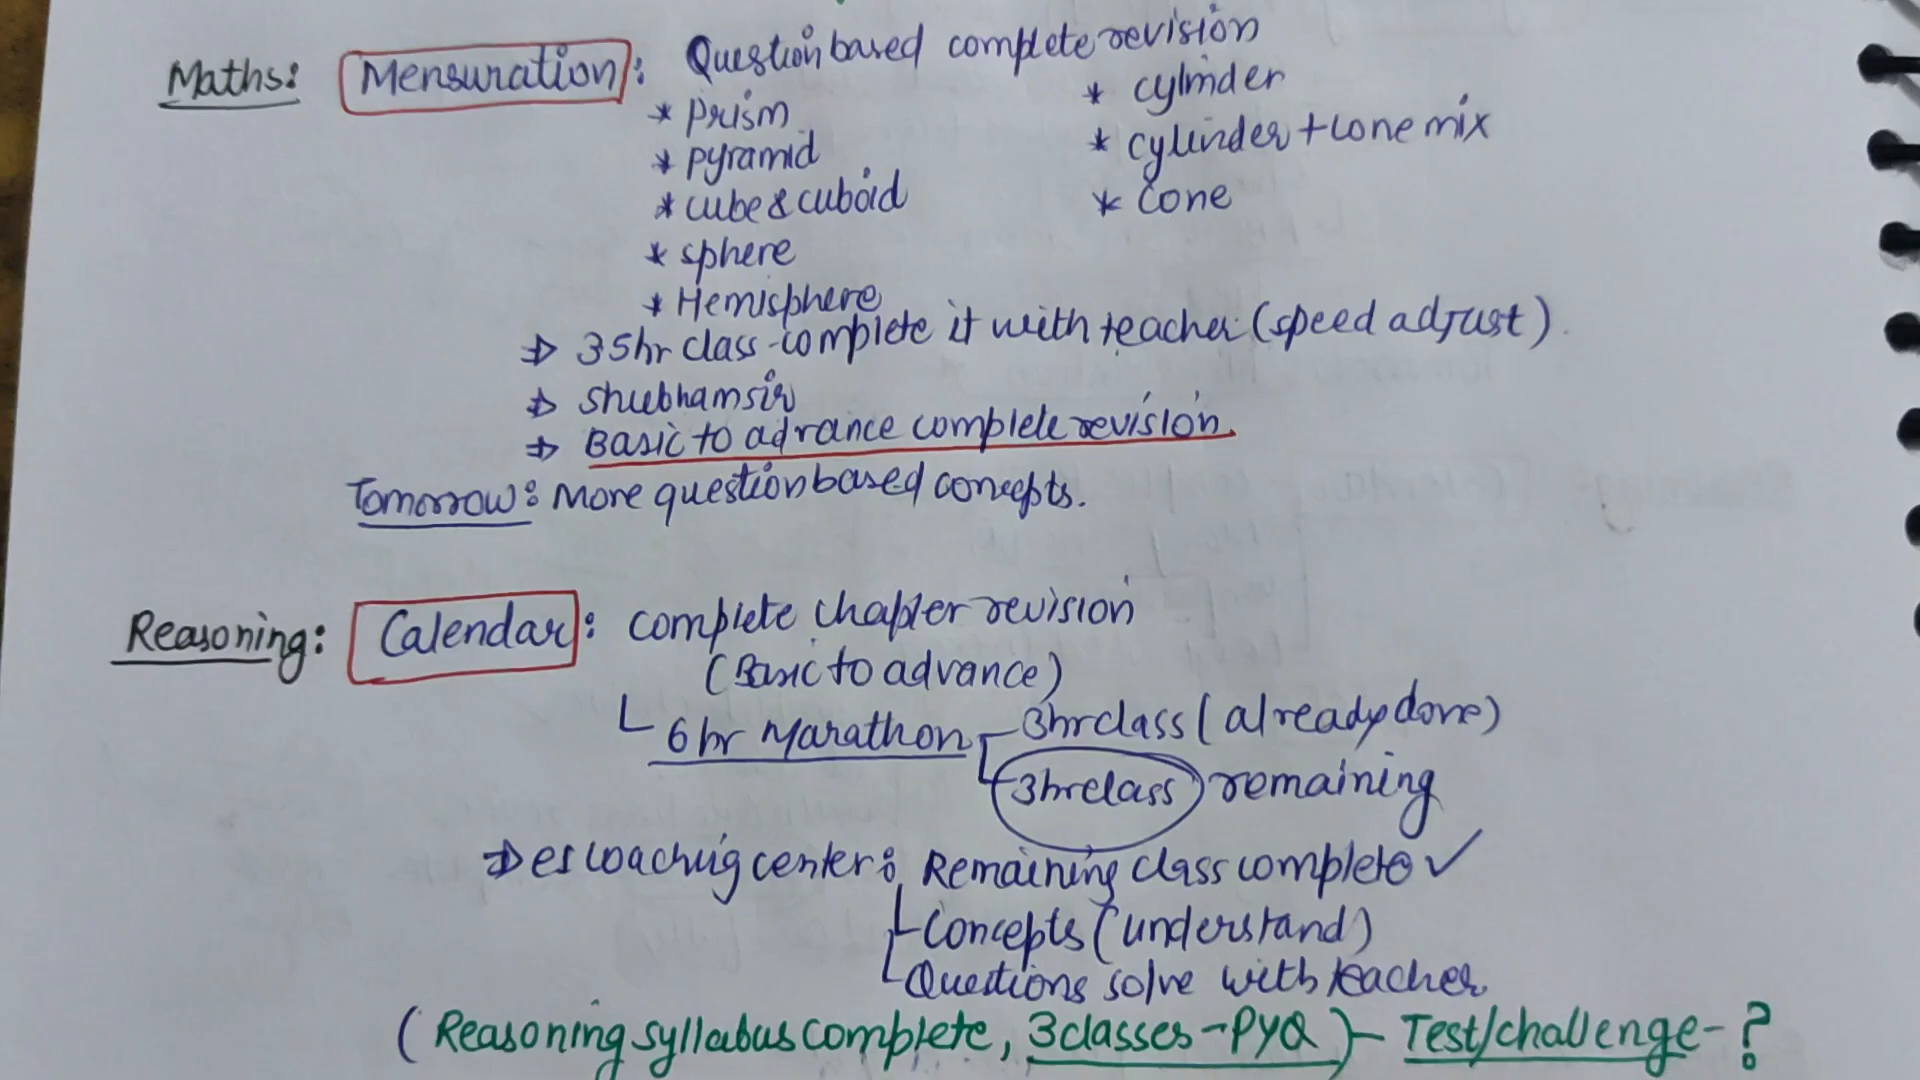 Maths: Mensuration: Question based complete revision
* Prism
* pyramid
* cube & cuboid
* sphere
* Hemisphere
* cylinder
* cylinder + cone mix
* Cone
⇒ 35hr class - complete it with teacher (speed adjust)
⇒ Shubham sir
⇒ Basic to advance complete revision.
Tomorrow: More question based concepts.
Reasoning: Calendar: complete chapter revision
(Basic to advance)
6hr Marathon
3hr class (already done)
3hr class remaining
⇒ es coaching center: Remaining class complete ✓
Concepts (understand)
Questions solve with teacher
(Reasoning syllabus complete, 3 classes - PYQ) - Test/challenge - ?